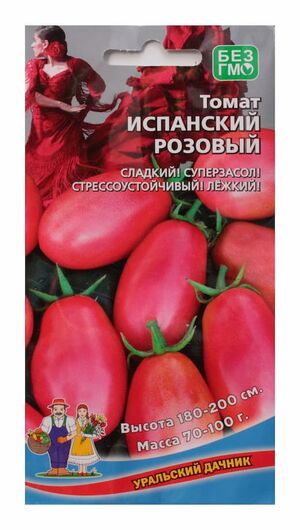 БЕЗ
ГМО
Томат
ИСПАНСКИЙ
РОЗОВЫЙ
СЛАДКИЙ! СУПЕРЗАСОЛ!
СТРЕССОУСТОЙЧИВЫЙ! ЛЁЖКИЙ!
Высота 180-200 см.
Масса 70-100 г.
УРАЛЬСКИЙ ДАЧНИК